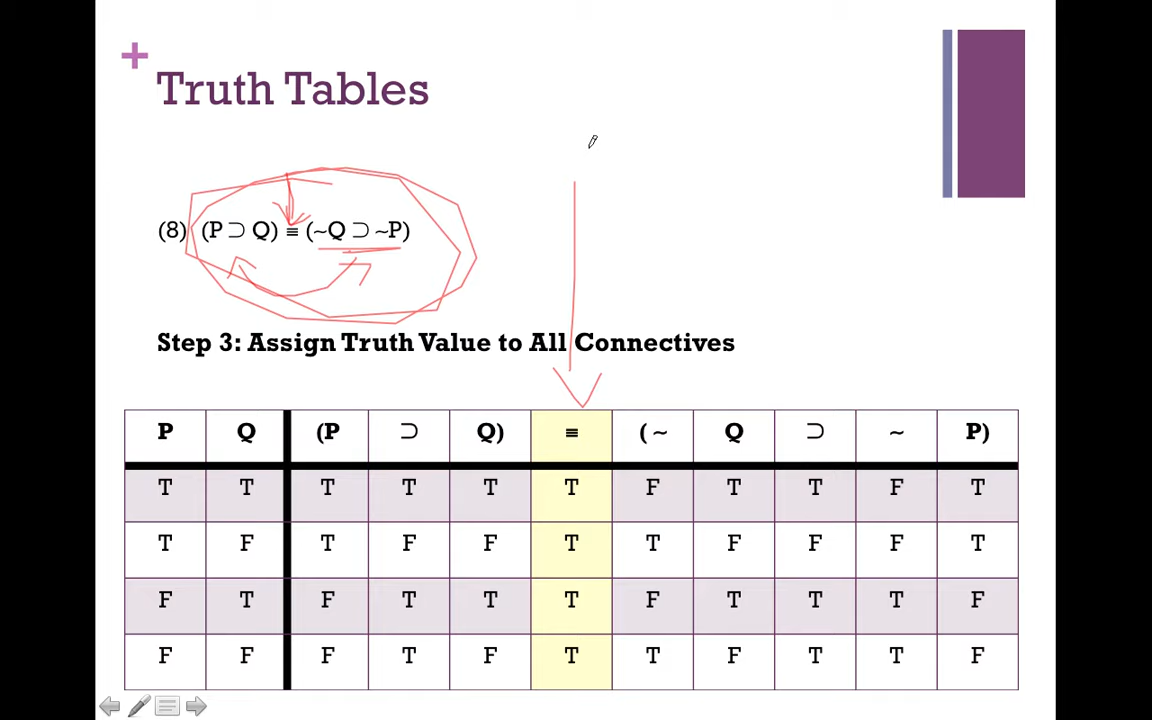 +
Truth Tables
(8) (P ⊃ Q) ≡ (~Q ⊃ ~P)
Step 3: Assign Truth Value to All Connectives
P Q (P ⊃ Q) ≡ (~ Q ⊃ ~ P)
T T T T T T F T T F T
T F T F F T T F F F T
F T F T T T F T T T F
F F F T F T T F T T F